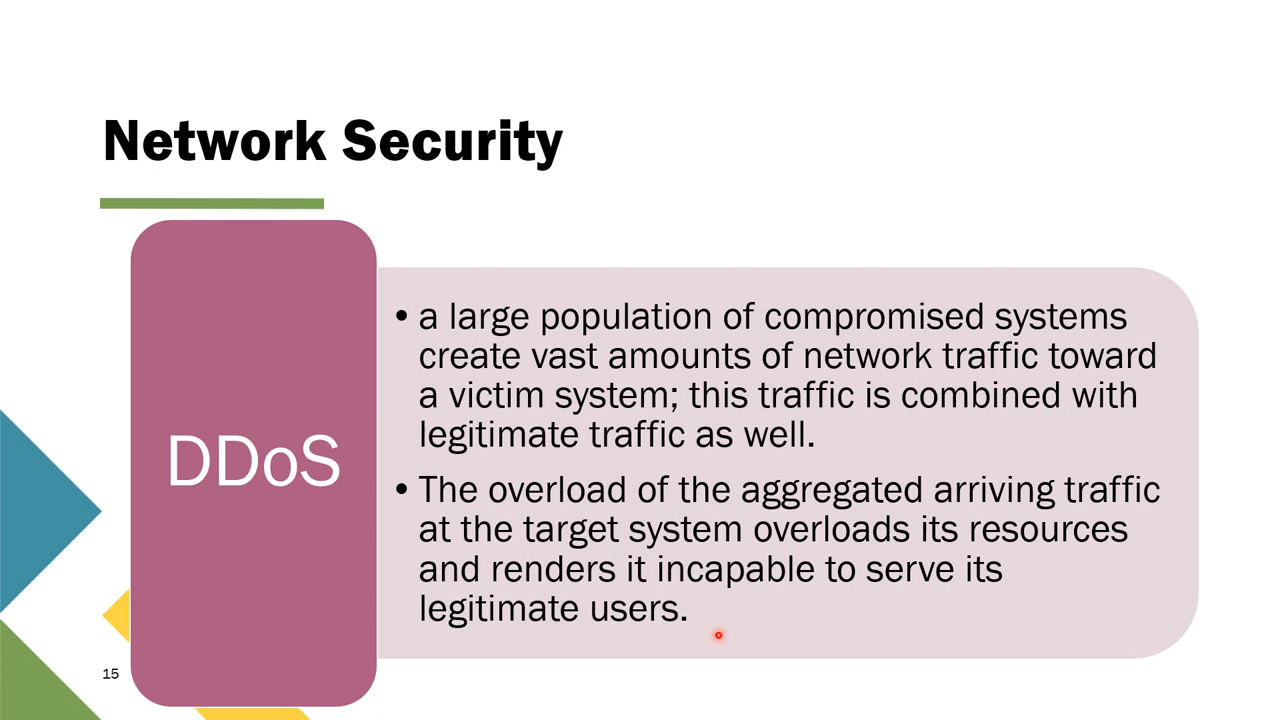 Network Security
DDoS
• a large population of compromised systems
create vast amounts of network traffic toward
a victim system; this traffic is combined with
legitimate traffic as well.
• The overload of the aggregated arriving traffic
at the target system overloads its resources
and renders it incapable to serve its
legitimate users.
15